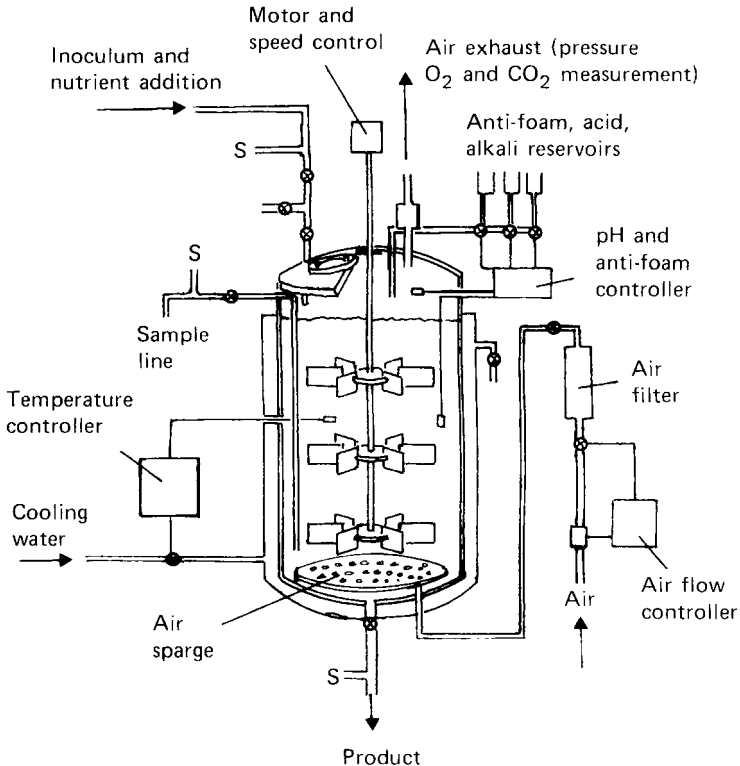 Motor and
speed control
Inoculum and
nutrient addition
Air exhaust (pressure
O₂ and CO₂ measurement)
Anti-foam, acid,
alkali reservoirs
S
pH and
anti-foam
controller
S
Sample
line
Air
filter
Temperature
controller
Cooling
water
Air
Air flow
controller
Air
sparge
S
Product